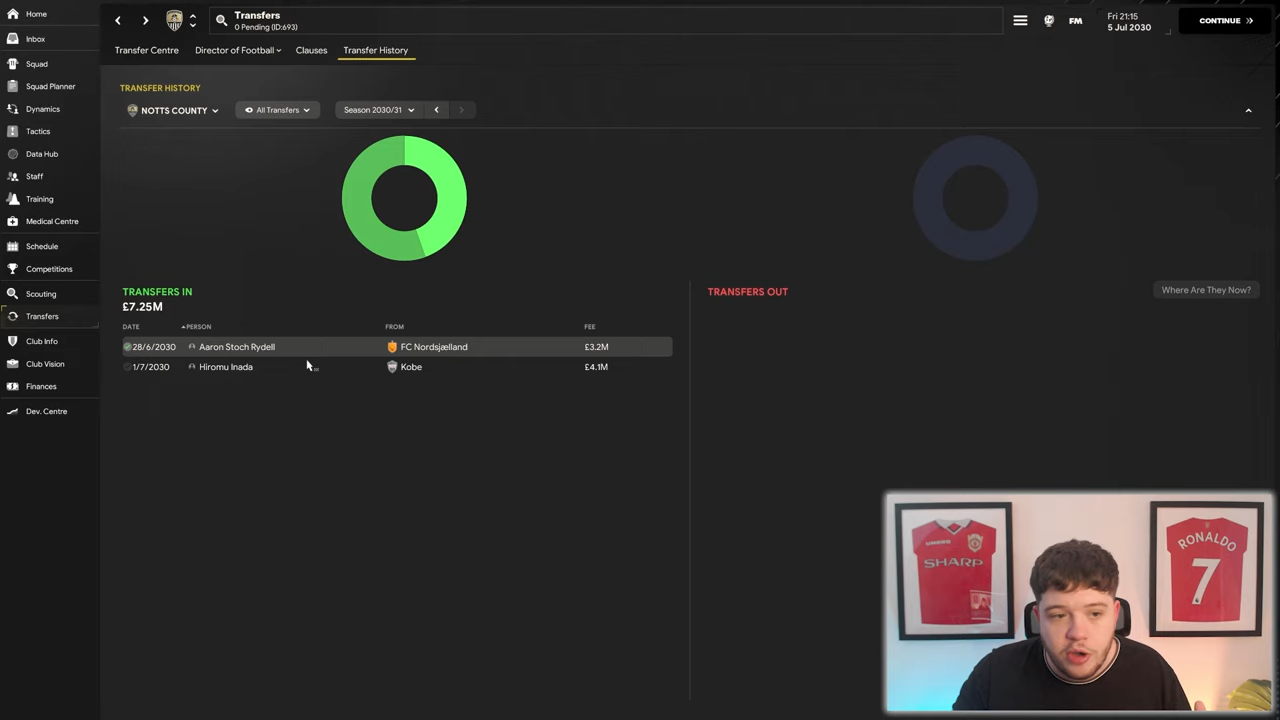 Home
Inbox
Squad
Squad Planner
Dynamics
Tactics
Data Hub
Staff
Training
Medical Centre
Schedule
Competitions
Scouting
Transfers
Club Info
Club Vision
Finances
Dev. Centre
Transfers
0 Pending (ID:693)
FM
Fri 21:15
5 Jul 2030
CONTINUE
Transfer Centre
Director of Football
Clauses
Transfer History
TRANSFER HISTORY
NOTTS COUNTY
All Transfers
Season 2030/31
TRANSFERS IN
£7.25M
DATE PERSON FROM FEE
28/6/2030 Aaron Stoch Rydell FC Nordsjælland £3.2M
1/7/2030 Hiromu Inada Kobe £4.1M
TRANSFERS OUT
Where Are They Now?
SHARP
RONALDO
7